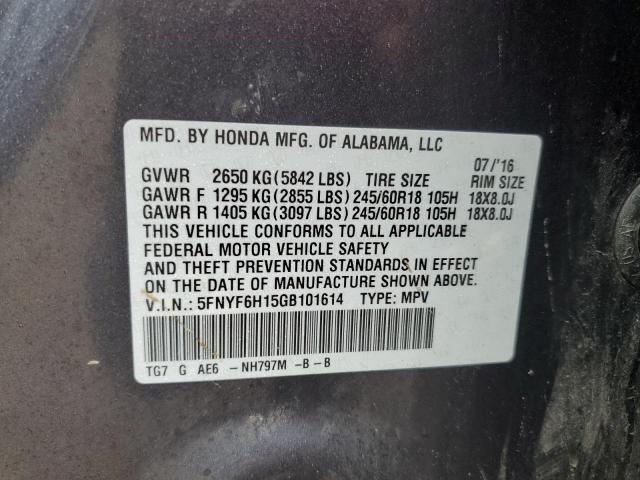 MFD. BY HONDA MFG. OF ALABAMA, LLC
07/'16
GVWR 2650 KG (5842 LBS) TIRE SIZE RIM SIZE
GAWR F 1295 KG (2855 LBS) 245/60R18 105H 18X8.0J
GAWR R 1405 KG (3097 LBS) 245/60R18 105H 18X8.0J
THIS VEHICLE CONFORMS TO ALL APPLICABLE
FEDERAL MOTOR VEHICLE SAFETY
AND THEFT PREVENTION STANDARDS IN EFFECT
ON THE DATE OF MANUFACTURE SHOWN ABOVE.
V.I.N.: 5FNYF6H15GB101614 TYPE: MPV
TG7 G AE6 - NH797M -B-B